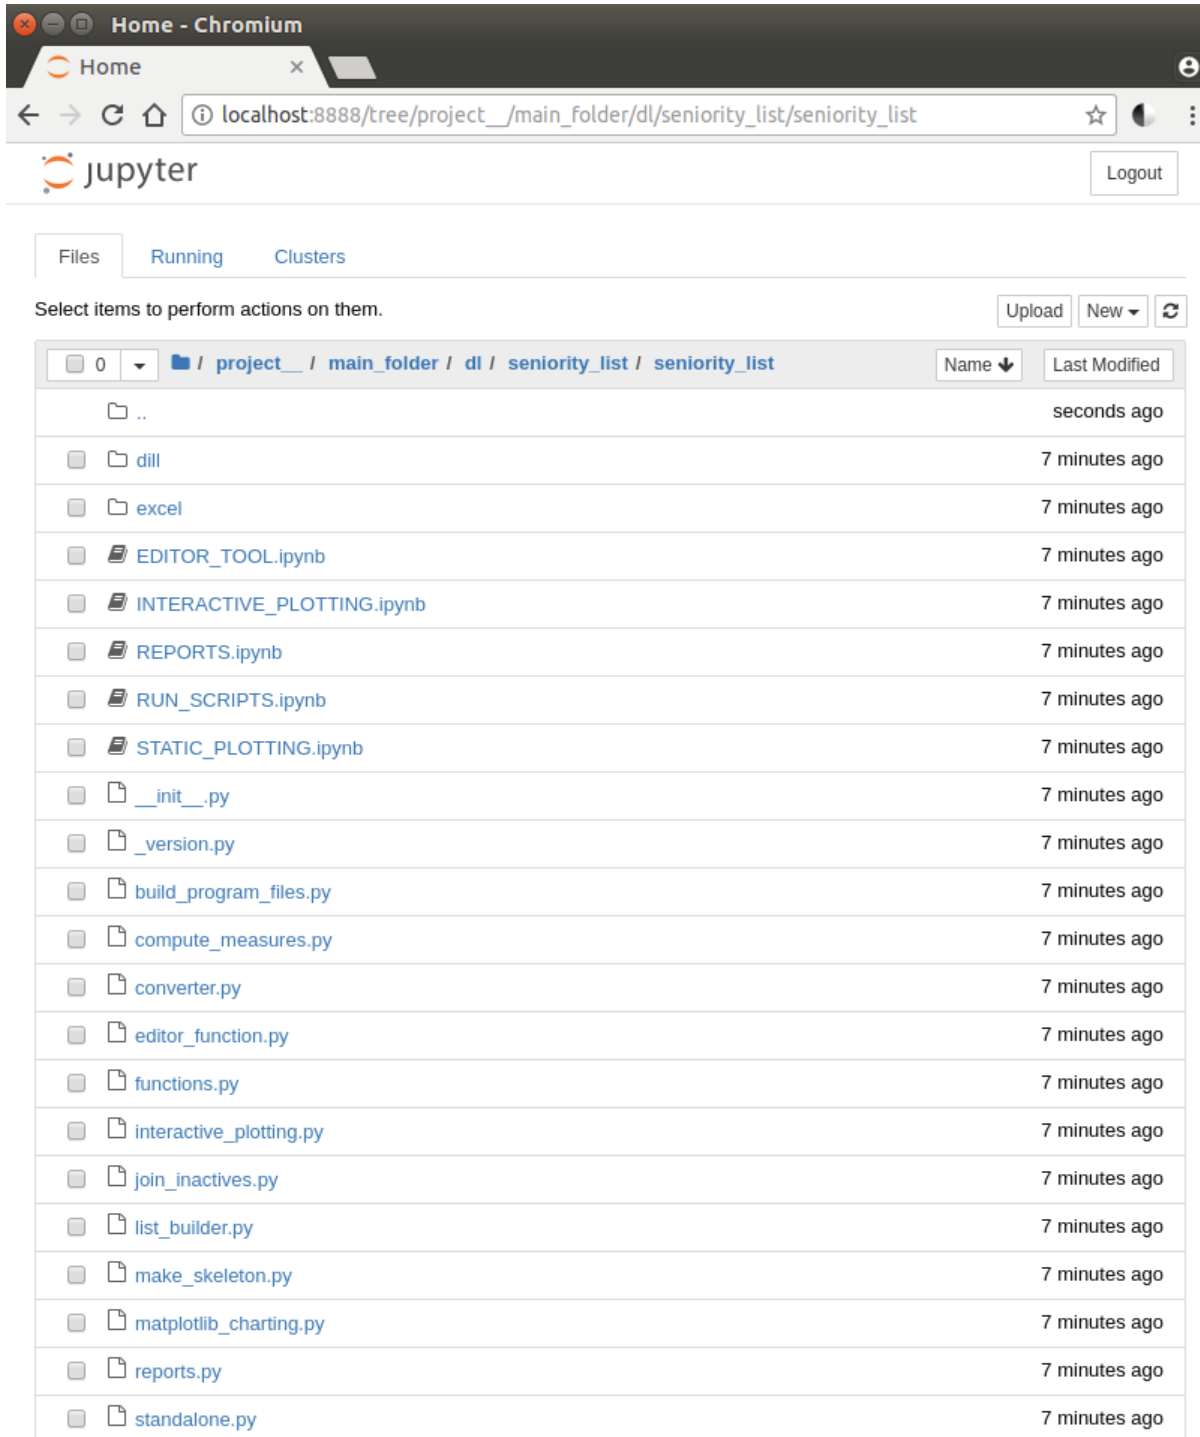 Home - Chromium
Home
localhost:8888/tree/project__/main_folder/dl/seniority_list/seniority_list
jupyter
Logout
Files Running Clusters
Select items to perform actions on them.
Upload New
0 / project__ / main_folder / dl / seniority_list / seniority_list Name Last Modified
.. seconds ago
dill 7 minutes ago
excel 7 minutes ago
EDITOR_TOOL.ipynb 7 minutes ago
INTERACTIVE_PLOTTING.ipynb 7 minutes ago
REPORTS.ipynb 7 minutes ago
RUN_SCRIPTS.ipynb 7 minutes ago
STATIC_PLOTTING.ipynb 7 minutes ago
__init__.py 7 minutes ago
_version.py 7 minutes ago
build_program_files.py 7 minutes ago
compute_measures.py 7 minutes ago
converter.py 7 minutes ago
editor_function.py 7 minutes ago
functions.py 7 minutes ago
interactive_plotting.py 7 minutes ago
join_inactives.py 7 minutes ago
list_builder.py 7 minutes ago
make_skeleton.py 7 minutes ago
matplotlib_charting.py 7 minutes ago
reports.py 7 minutes ago
standalone.py 7 minutes ago